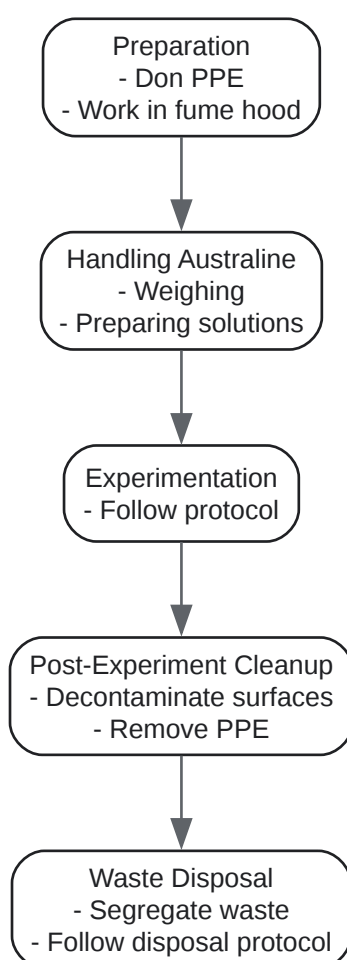 Preparation
- Don PPE
- Work in fume hood
Handling Australine
- Weighing
- Preparing solutions
Experimentation
- Follow protocol
Post-Experiment Cleanup
- Decontaminate surfaces
- Remove PPE
Waste Disposal
- Segregate waste
- Follow disposal protocol